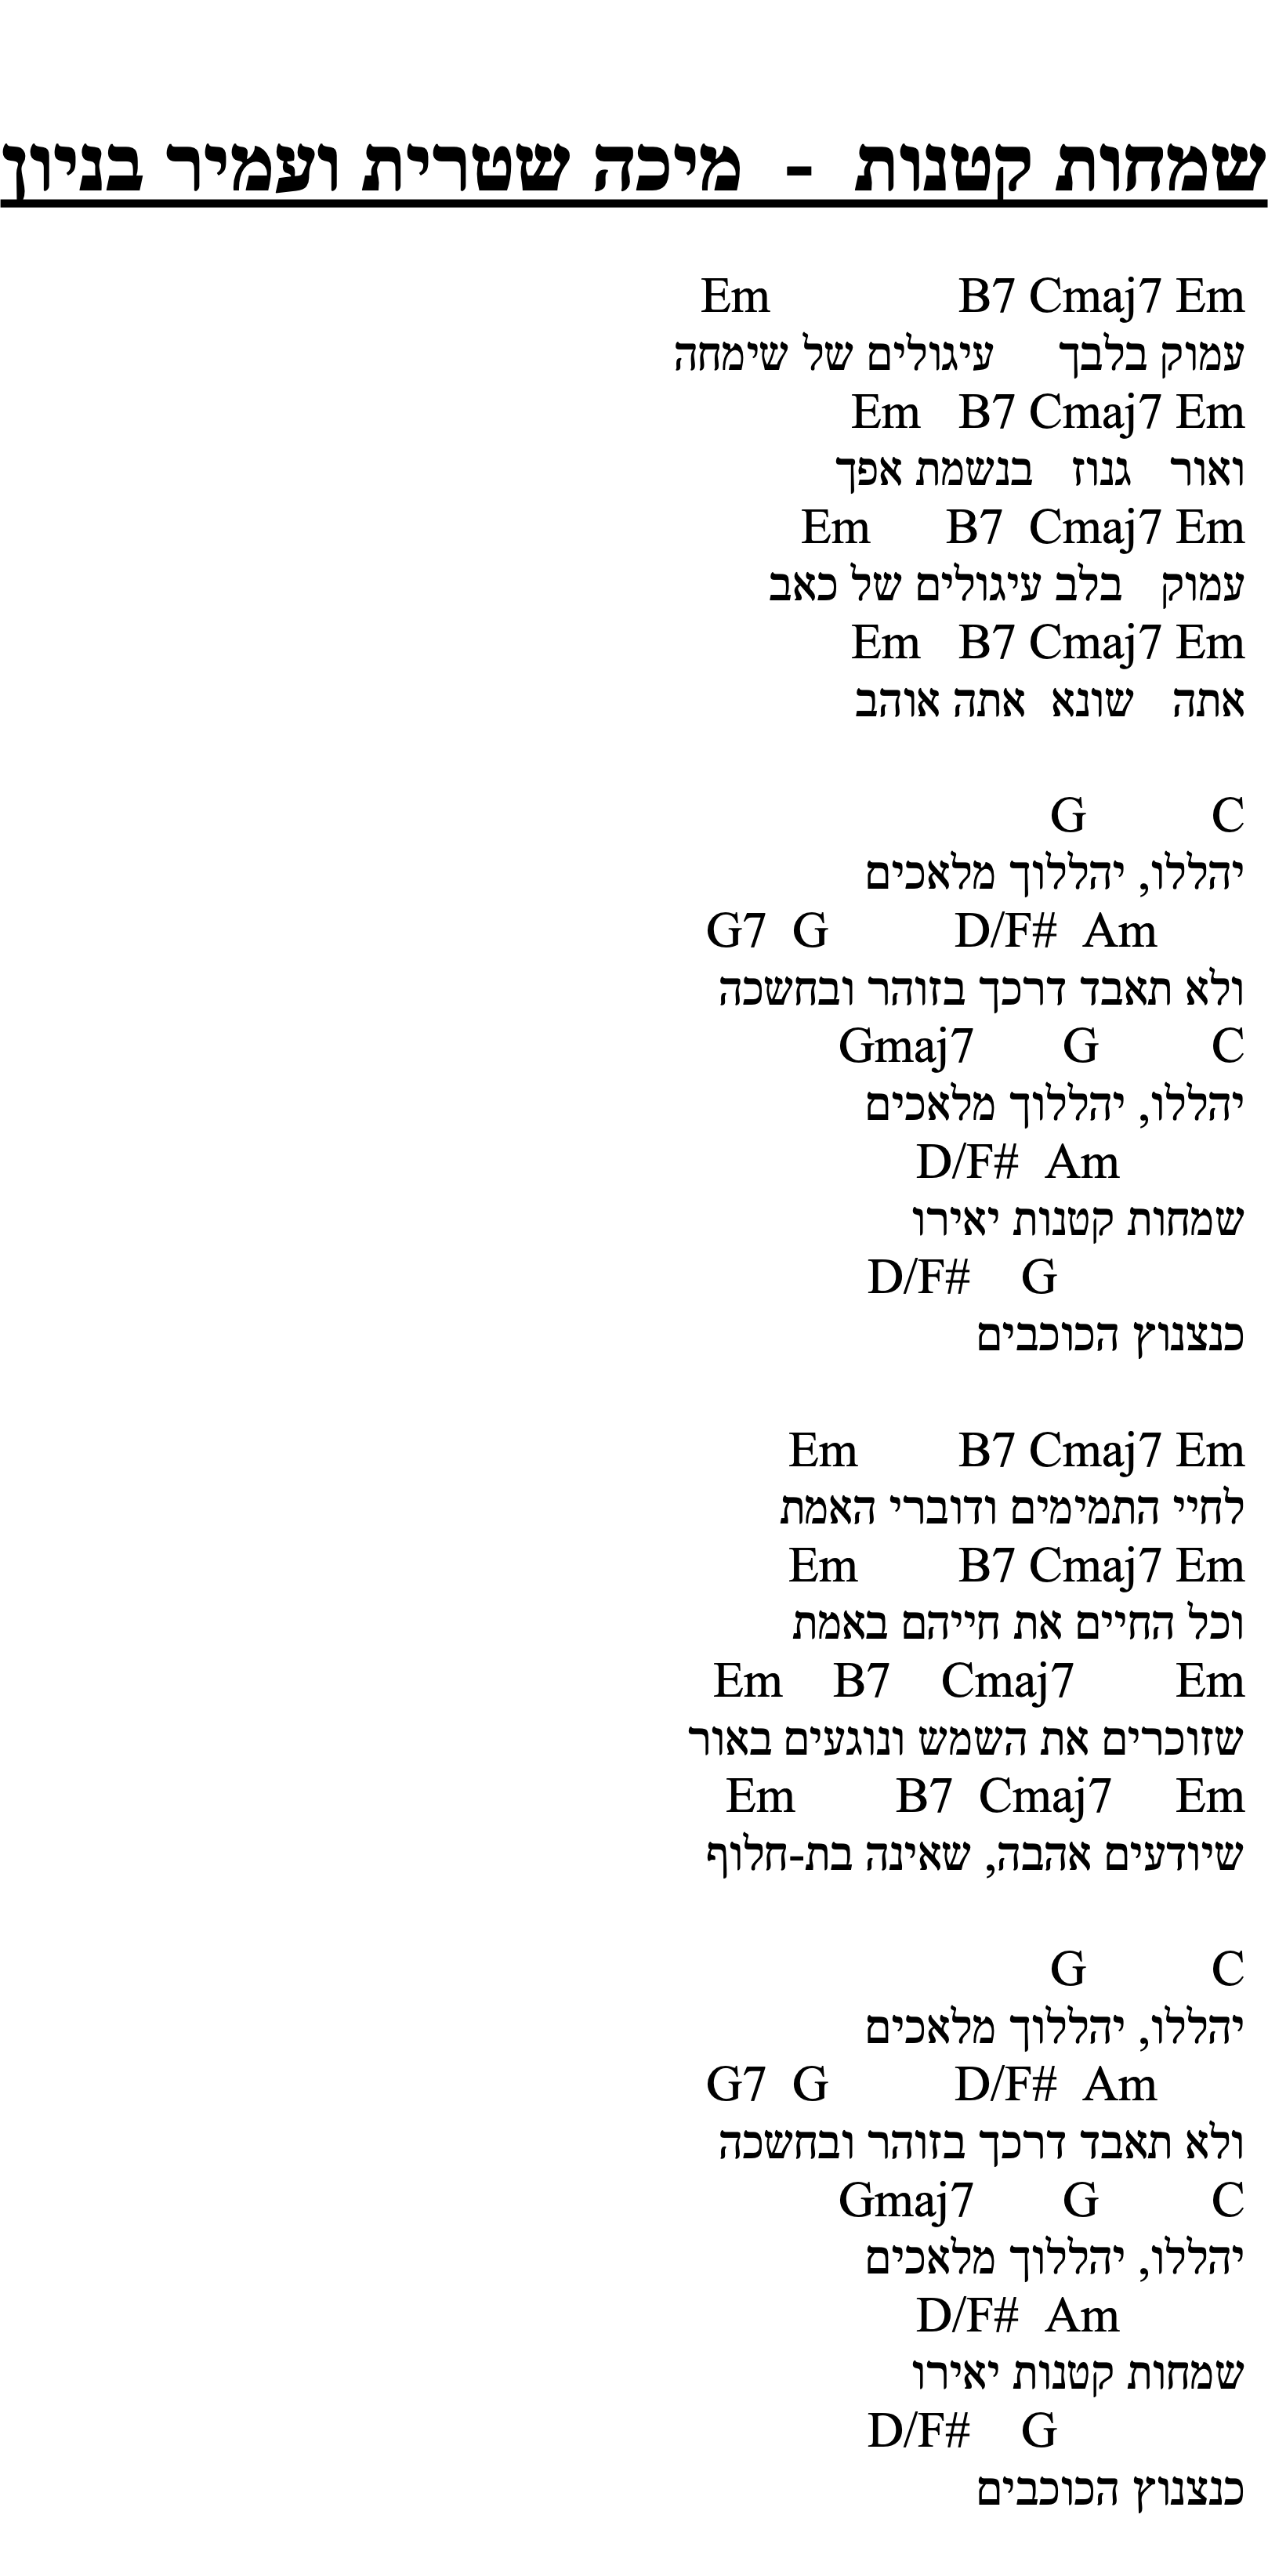 שמחות קטנות - מיכה שטרית ועמיר בניון
Em B7 Cmaj7 Em
עמוק בלבך עיגולים של שימחה
Em B7 Cmaj7 Em
ואור גנוז בנשמת אפך
Em B7 Cmaj7 Em
עמוק בלב עיגולים של כאב
Em B7 Cmaj7 Em
אתה שונא אתה אוהב
G C
יהללו, יהללוך מלאכים
G7 G D/F# Am
ולא תאבד דרכך בזוהר ובחשכה
Gmaj7 G C
יהללו, יהללוך מלאכים
D/F# Am
שמחות קטנות יאירו
D/F# G
כנצנוץ הכוכבים
Em B7 Cmaj7 Em
לחיי התמימים ודוברי האמת
Em B7 Cmaj7 Em
וכל החיים את חייהם באמת
Em B7 Cmaj7 Em
שזוכרים את השמש ונוגעים באור
Em B7 Cmaj7 Em
שיודעים אהבה, שאינה בת-חלוף
G C
יהללו, יהללוך מלאכים
G7 G D/F# Am
ולא תאבד דרכך בזוהר ובחשכה
Gmaj7 G C
יהללו, יהללוך מלאכים
D/F# Am
שמחות קטנות יאירו
D/F# G
כנצנוץ הכוכבים